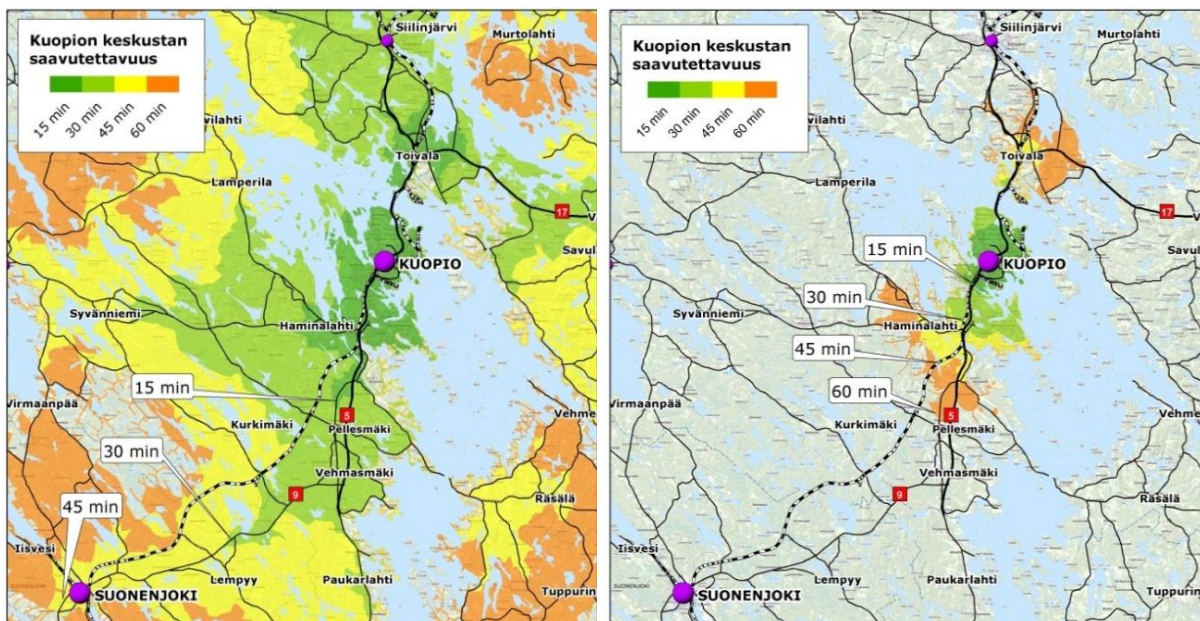 Kuopion keskustan
saavutettavuus
15 min
30 min
45 min
60 min
Siilinjärvi
Murtolahti
vilahti
Toivala
Lamperila
17
V
Savul
KUOPIO
Syvänniemi
Haminalahti
15 min
Virmaanpää
5
Vehme
Kurkimäki
Pellesmäki
30 min
Vehmasmäki
9
Räsälä
45 min
Iisvesi
SUONENJOKI
Lempyy
Paukarlahti
Tuppurin
Kuopion keskustan
saavutettavuus
15 min
30 min
45 min
60 min
Siilinjärvi
Murtolahti
vilahti
Toivala
Lamperila
17
V
Savul
15 min
KUOPIO
30 min
Syvänniemi
Haminalahti
45 min
60 min
Virmaanpää
5
Vehme
Kurkimäki
Pellesmäki
Vehmasmäki
9
Räsälä
Iisvesi
SUONENJOKI
Lempyy
Paukarlahti
Tuppurin